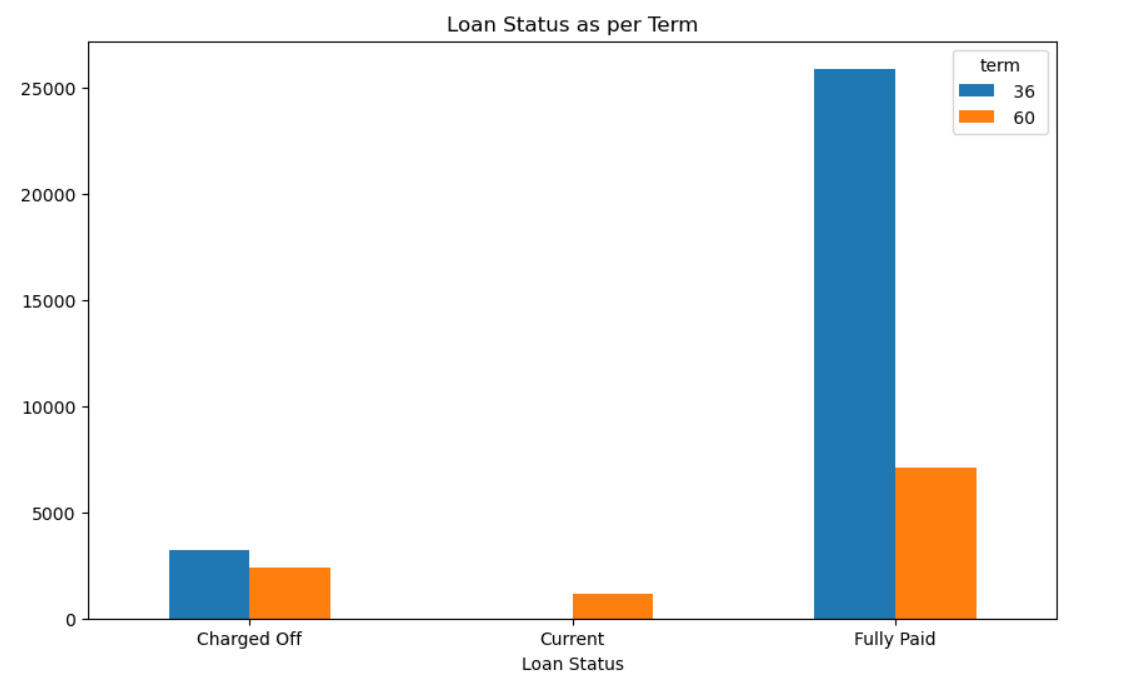 Loan Status as per Term
term
36
60
25000
20000
15000
10000
5000
0
Charged Off Current Fully Paid
Loan Status